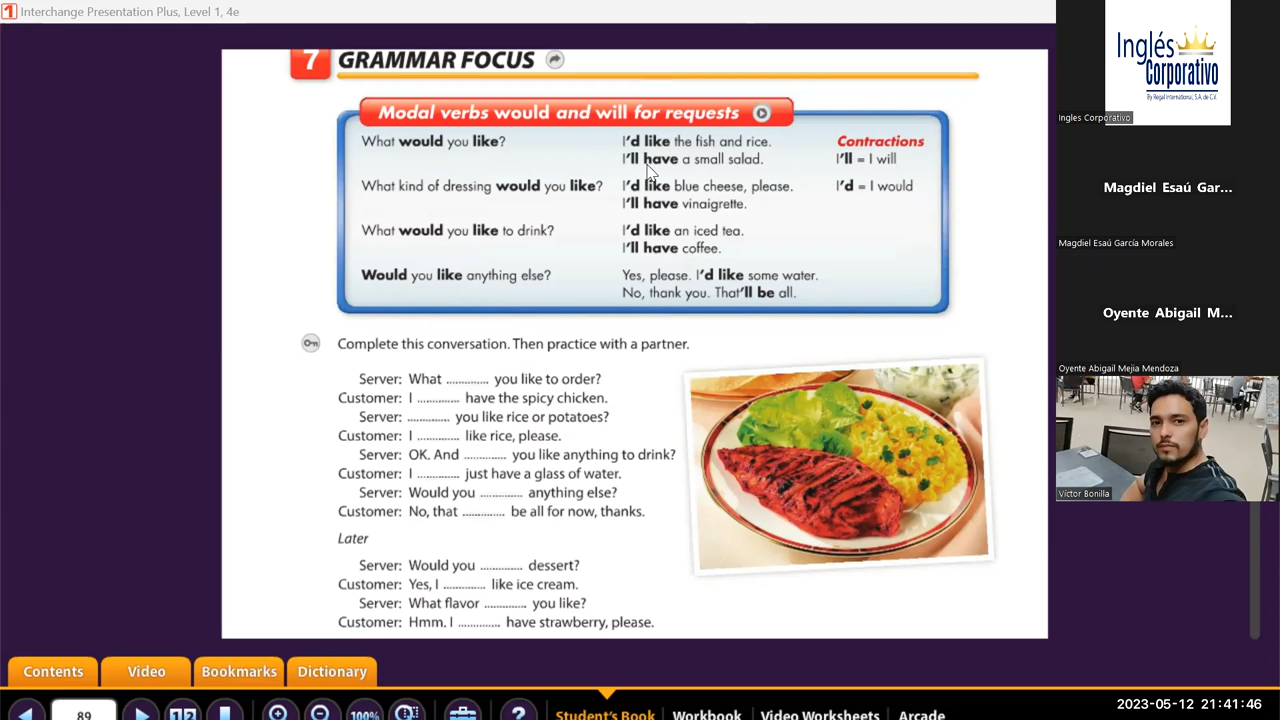 Interchange Presentation Plus, Level 1, 4e
7 GRAMMAR FOCUS
Modal verbs would and will for requests
What would you like?
I'd like the fish and rice.
I'll have a small salad.
Contractions
I'll = I will
What kind of dressing would you like?
I'd like blue cheese, please.
I'll have vinaigrette.
I'd = I would
What would you like to drink?
I'd like an iced tea.
I'll have coffee.
Would you like anything else?
Yes, please. I'd like some water.
No, thank you. That'll be all.
Complete this conversation. Then practice with a partner.
Server: What .............. you like to order?
Customer: I .............. have the spicy chicken.
Server: .............. you like rice or potatoes?
Customer: I .............. like rice, please.
Server: OK. And .............. you like anything to drink?
Customer: I .............. just have a glass of water.
Server: Would you .............. anything else?
Customer: No, that .............. be all for now, thanks.
Later
Server: Would you .............. dessert?
Customer: Yes, I .............. like ice cream.
Server: What flavor .............. you like?
Customer: Hmm. I .............. have strawberry, please.
Contents
Video
Bookmarks
Dictionary
89
1 2
100%
?
Student's Book
Workbook
Video Worksheets
Arcade
Inglés
Corporativo
By Regal International, S.A. de C.V.
Ingles Corporativo
Magdiel Esaú Gar...
Magdiel Esaú García Morales
Oyente Abigail M...
Oyente Abigail Mejia Mendoza
Víctor Bonilla
2023-05-12 21:41:46